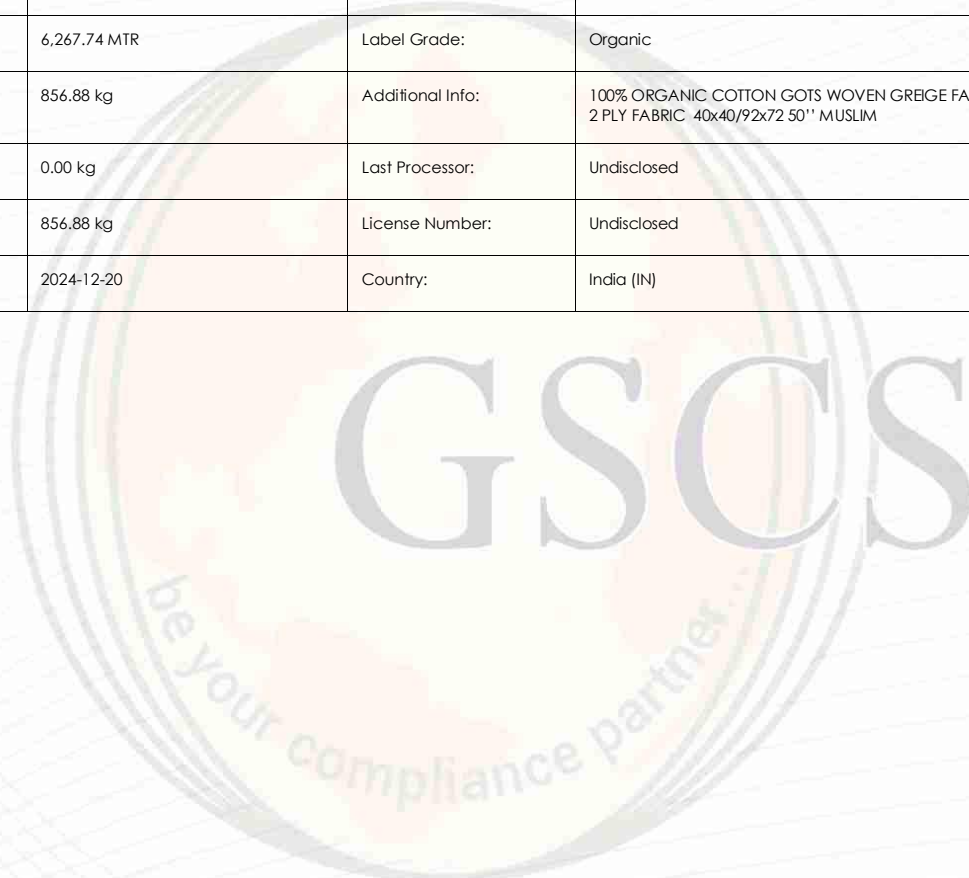 6,267.74 MTR Label Grade: Organic
856.88 kg Additional Info: 100% ORGANIC COTTON GOTS WOVEN GREIGE FA
2 PLY FABRIC 40x40/92x72 50'' MUSLIM
0.00 kg Last Processor: Undisclosed
856.88 kg License Number: Undisclosed
2024-12-20 Country: India (IN)
GSCS
be your compliance partner...